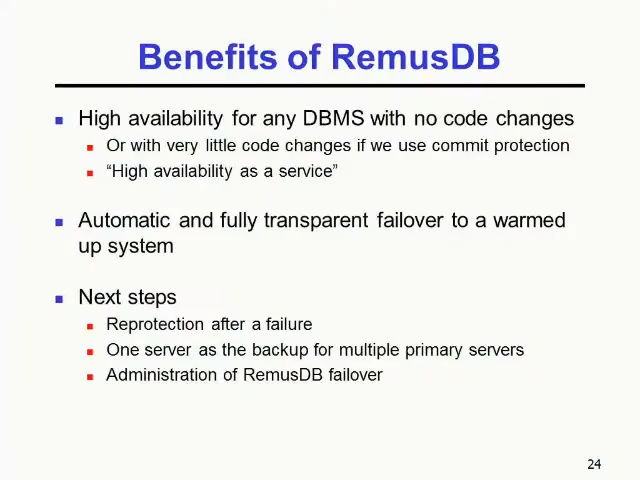 Benefits of RemusDB
High availability for any DBMS with no code changes
Or with very little code changes if we use commit protection
“High availability as a service”
Automatic and fully transparent failover to a warmed
up system
Next steps
Reprotection after a failure
One server as the backup for multiple primary servers
Administration of RemusDB failover
24